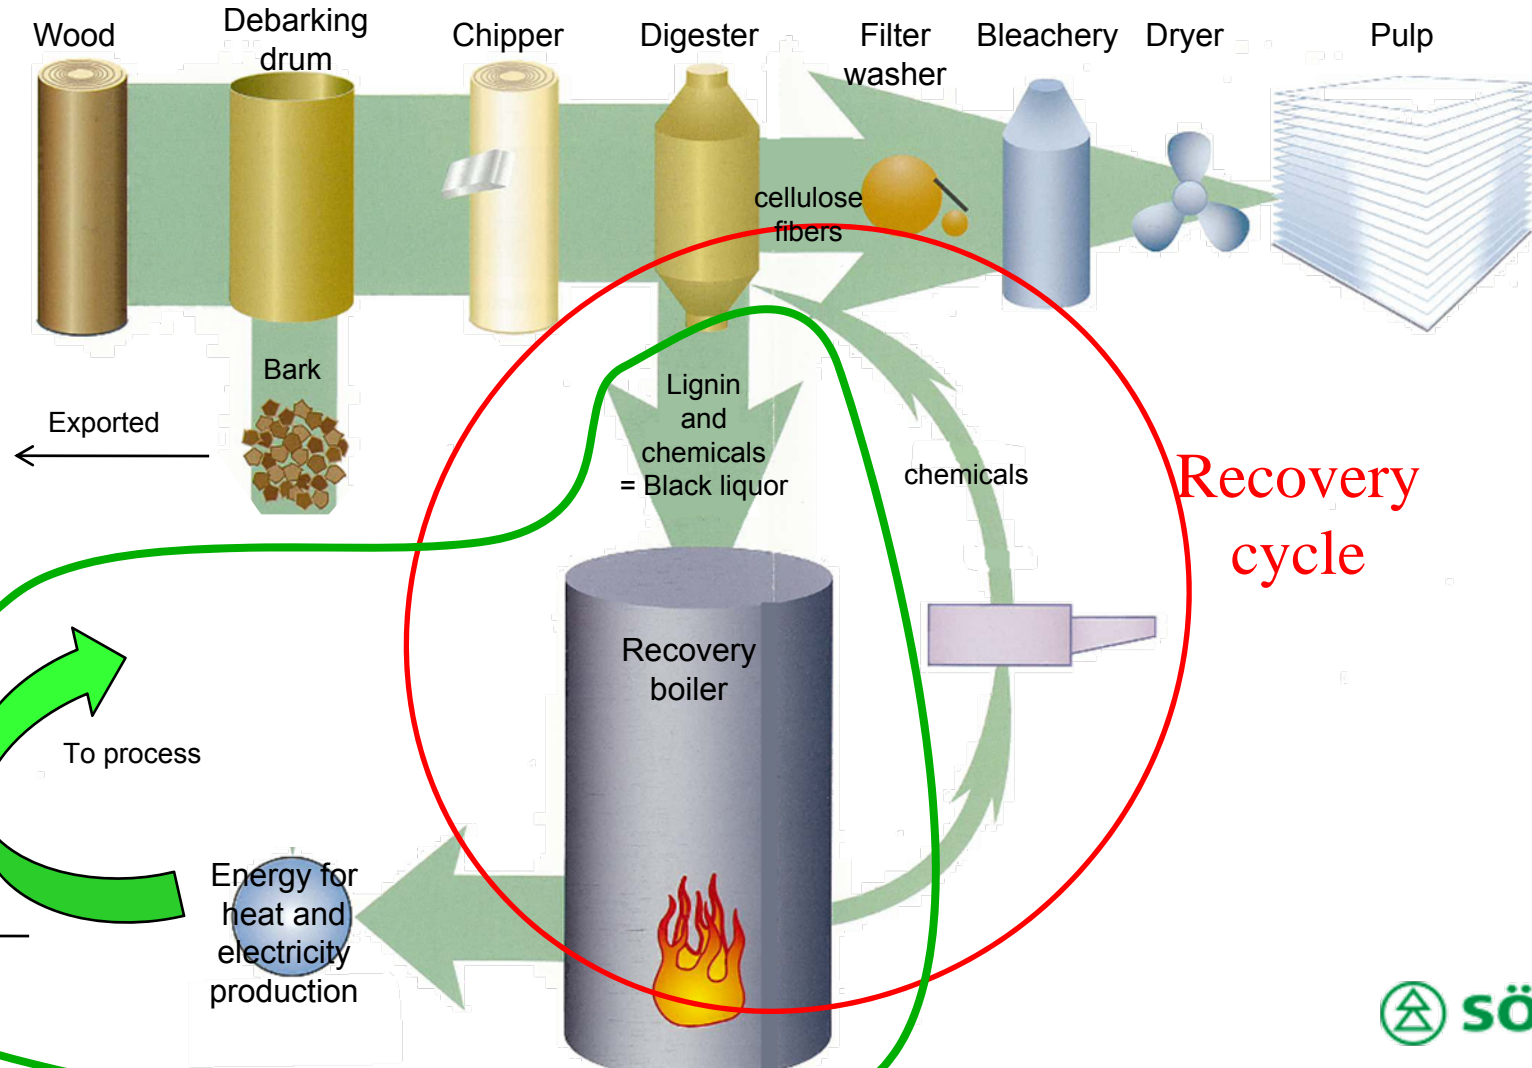 Wood
Debarking
drum
Chipper
Digester
Filter
washer
Bleachery
Dryer
Pulp
cellulose
fibers
Bark
Exported
Lignin
and
chemicals
= Black liquor
chemicals
Recovery
cycle
Recovery
boiler
To process
Energy for
heat and
electricity
production
SÖ